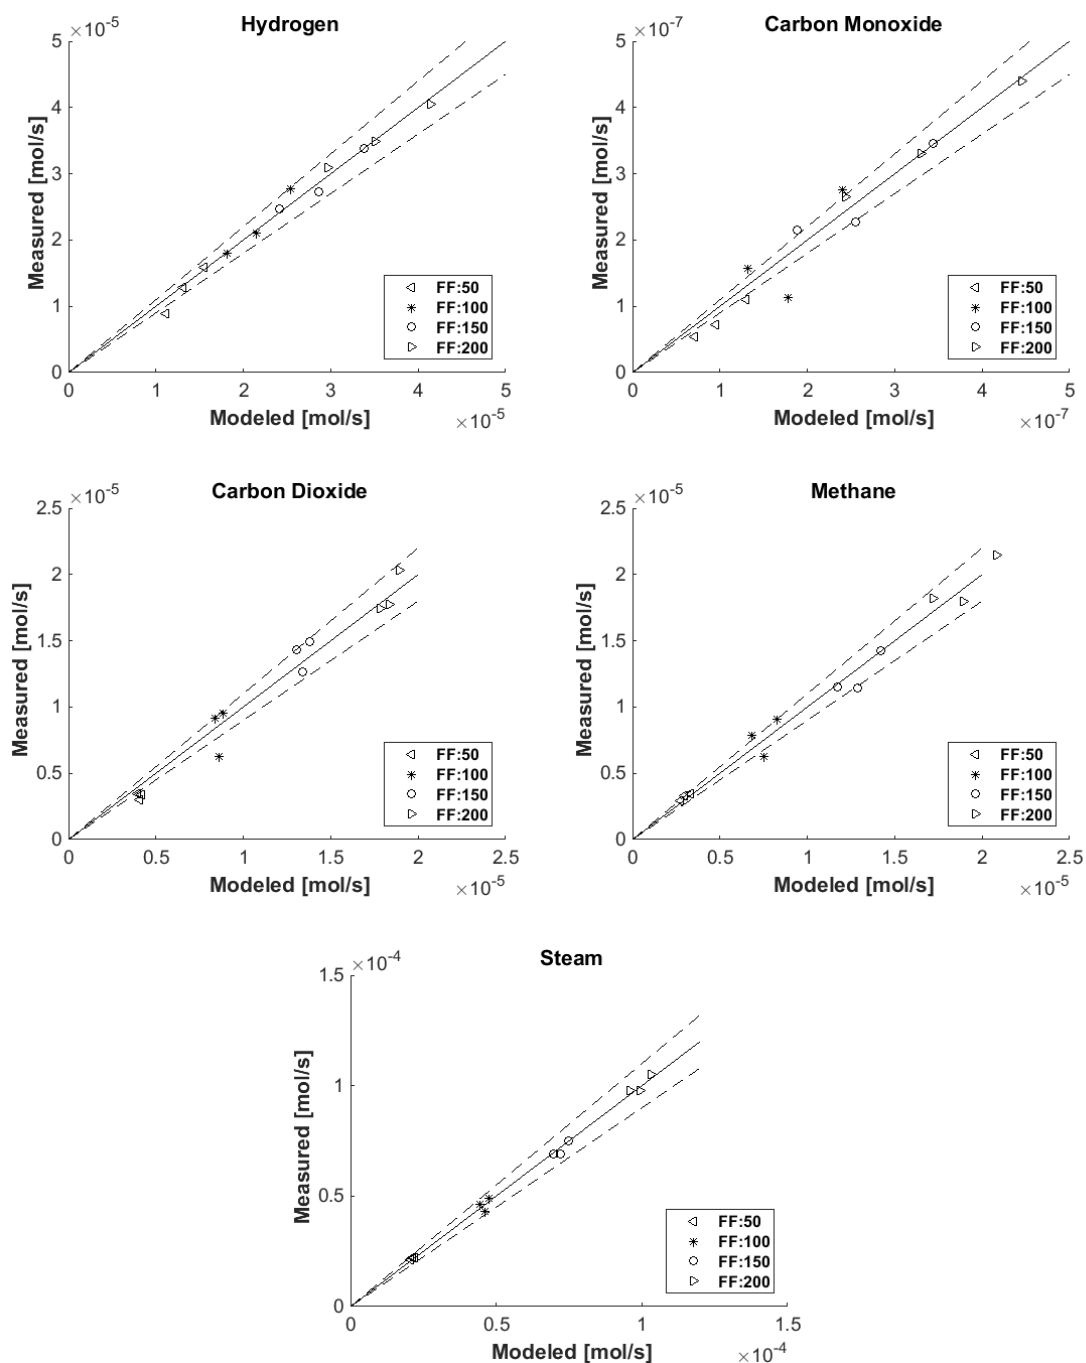 Hydrogen
×10⁻⁵
5
4
3
2
1
0
Measured [mol/s]
FF:50
FF:100
FF:150
FF:200
0 1 2 3 4 5
Modeled [mol/s]
×10⁻⁵
Carbon Monoxide
×10⁻⁷
5
4
3
2
1
0
Measured [mol/s]
FF:50
FF:100
FF:150
FF:200
0 1 2 3 4 5
Modeled [mol/s]
×10⁻⁷
Carbon Dioxide
×10⁻⁵
2.5
2
1.5
1
0.5
0
Measured [mol/s]
FF:50
FF:100
FF:150
FF:200
0 0.5 1 1.5 2 2.5
Modeled [mol/s]
×10⁻⁵
Methane
×10⁻⁵
2.5
2
1.5
1
0.5
0
Measured [mol/s]
FF:50
FF:100
FF:150
FF:200
0 0.5 1 1.5 2 2.5
Modeled [mol/s]
×10⁻⁵
Steam
×10⁻⁴
1.5
1
0.5
0
Measured [mol/s]
FF:50
FF:100
FF:150
FF:200
0 0.5 1 1.5
Modeled [mol/s]
×10⁻⁴